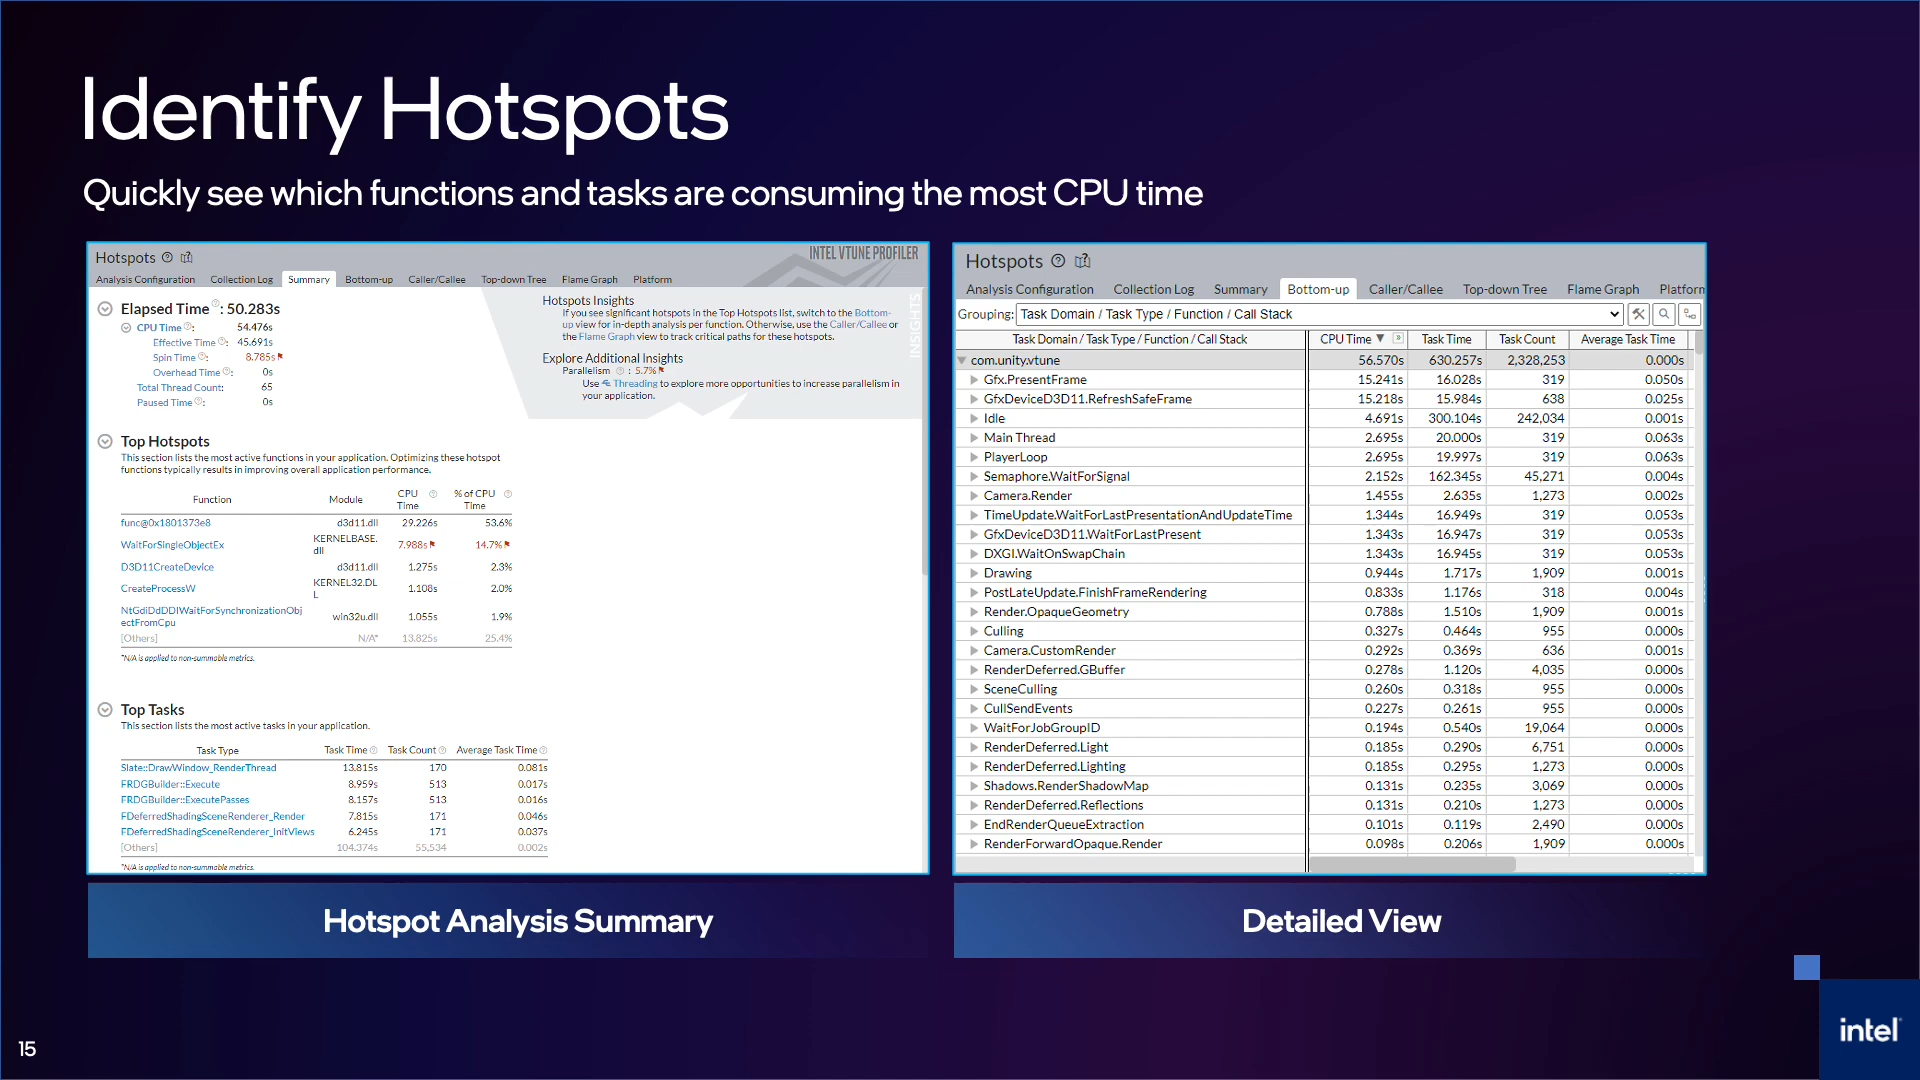 Identify Hotspots
Quickly see which functions and tasks are consuming the most CPU time
Hotspots
INTEL VTUNE PROFILER
Analysis Configuration Collection Log Summary Bottom-up Caller/Callee Top-down Tree Flame Graph Platform
Elapsed Time: 50.283s
CPU Time: 54.476s
Effective Time: 45.691s
Spin Time: 8.785s
Overhead Time: 0s
Total Thread Count: 65
Paused Time: 0s
Hotspots Insights
If you see significant hotspots in the Top Hotspots list, switch to the Bottom-
up view for in-depth analysis per function. Otherwise, use the Caller/Callee or
the Flame Graph view to track critical paths for these hotspots.
Explore Additional Insights
Parallelism : 5.7%
Use Threading to explore more opportunities to increase parallelism in
your application.
INSIGHTS
Top Hotspots
This section lists the most active functions in your application. Optimizing these hotspot
functions typically results in improving overall application performance.
Function Module CPU Time % of CPU Time
func@0x1801373e8 d3d11.dll 29.226s 53.6%
WaitForSingleObjectEx KERNELBASE.dll 7.988s 14.7%
D3D11CreateDevice d3d11.dll 1.275s 2.3%
CreateProcessW KERNEL32.DLL 1.108s 2.0%
NtGdiDdDDIWaitForSynchronizationObjectFromCpu win32u.dll 1.055s 1.9%
[Others] N/A* 13.825s 25.4%
*N/A is applied to non-summable metrics.
Top Tasks
This section lists the most active tasks in your application.
Task Type Task Time Task Count Average Task Time
Slate::DrawWindow_RenderThread 13.815s 170 0.081s
FRDGBuilder::Execute 8.959s 513 0.017s
FRDGBuilder::ExecutePasses 8.157s 513 0.016s
FDeferredShadingSceneRenderer_Render 7.815s 171 0.046s
FDeferredShadingSceneRenderer_InitViews 6.245s 171 0.037s
[Others] 104.374s 55,534 0.002s
*N/A is applied to non-summable metrics.
Hotspot Analysis Summary
Hotspots
Analysis Configuration Collection Log Summary Bottom-up Caller/Callee Top-down Tree Flame Graph Platforn
Grouping: Task Domain / Task Type / Function / Call Stack
Task Domain / Task Type / Function / Call Stack CPU Time Task Time Task Count Average Task Time
com.unity.vtune 56.570s 630.257s 2,328,253 0.000s
Gfx.PresentFrame 15.241s 16.028s 319 0.050s
GfxDeviceD3D11.RefreshSafeFrame 15.218s 15.984s 638 0.025s
Idle 4.691s 300.104s 242,034 0.001s
Main Thread 2.695s 20.000s 319 0.063s
PlayerLoop 2.695s 19.997s 319 0.063s
Semaphore.WaitForSignal 2.152s 162.345s 45,271 0.004s
Camera.Render 1.455s 2.635s 1,273 0.002s
TimeUpdate.WaitForLastPresentationAndUpdateTime 1.344s 16.949s 319 0.053s
GfxDeviceD3D11.WaitForLastPresent 1.343s 16.947s 319 0.053s
DXGI.WaitOnSwapChain 1.343s 16.945s 319 0.053s
Drawing 0.944s 1.717s 1,909 0.001s
PostLateUpdate.FinishFrameRendering 0.833s 1.176s 318 0.004s
Render.OpaqueGeometry 0.788s 1.510s 1,909 0.001s
Culling 0.327s 0.464s 955 0.000s
Camera.CustomRender 0.292s 0.369s 636 0.001s
RenderDeferred.GBuffer 0.278s 1.120s 4,035 0.000s
SceneCulling 0.260s 0.318s 955 0.000s
CullSendEvents 0.227s 0.261s 955 0.000s
WaitForJobGroupID 0.194s 0.540s 19,064 0.000s
RenderDeferred.Light 0.185s 0.290s 6,751 0.000s
RenderDeferred.Lighting 0.185s 0.295s 1,273 0.000s
Shadows.RenderShadowMap 0.131s 0.235s 3,069 0.000s
RenderDeferred.Reflections 0.131s 0.210s 1,273 0.000s
EndRenderQueueExtraction 0.101s 0.119s 2,490 0.000s
RenderForwardOpaque.Render 0.098s 0.206s 1,909 0.000s
Detailed View
15
intel